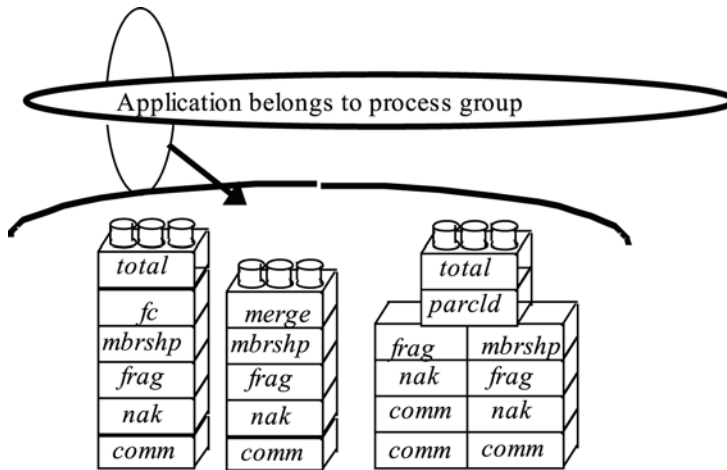 Application belongs to process group
total
fc
mbrshp
frag
nak
comm
merge
mbrshp
frag
nak
comm
total
parcld
frag mbrshp
nak frag
comm nak
comm comm